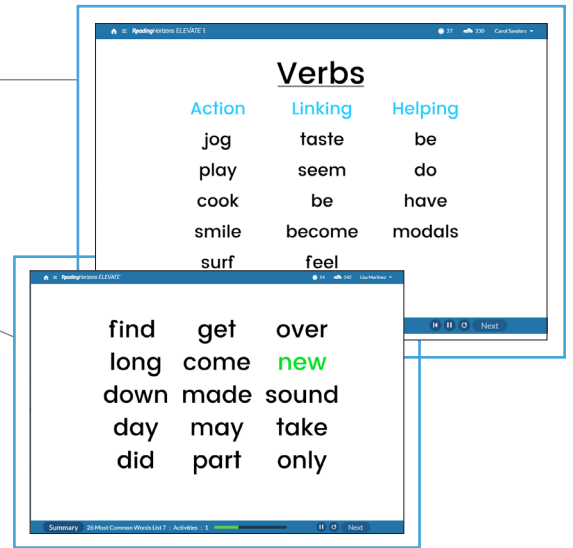 ReadingHorizons ELEVATE 37 330 Carol Sanders
Verbs
Action Linking Helping
jog taste be
play seem do
cook be have
smile become modals
surf feel
Next
ReadingHorizons ELEVATE 14 142 Lisa Martinez
find get over
long come new
down made sound
day may take
did part only
Summary 26 Most Common Words List 7 : Activities : 1 Next